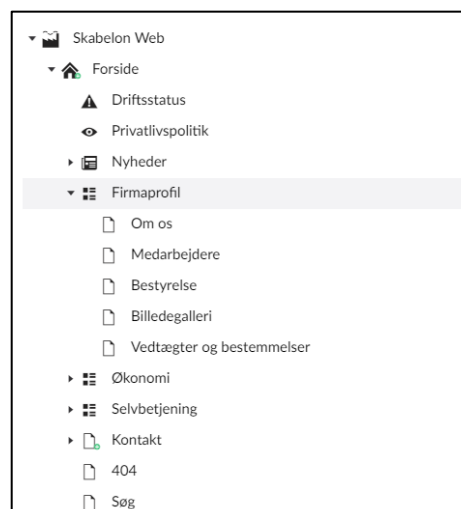 Skabelon Web
Forside
Driftsstatus
Privatlivspolitik
Nyheder
Firmaprofil
Om os
Medarbejdere
Bestyrelse
Billedegalleri
Vedtægter og bestemmelser
Økonomi
Selvbetjening
Kontakt
404
Søg